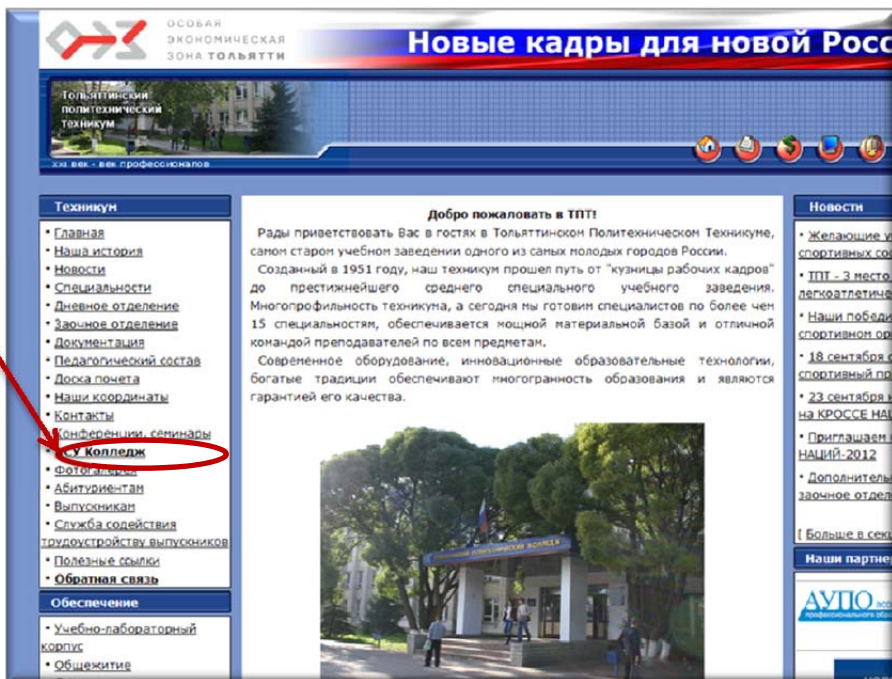 ОСОБАЯ
ЭКОНОМИЧЕСКАЯ
ЗОНА ТОЛЬЯТТИ
Новые кадры для новой Росс
Тольяттинский
политехнический
техникум
XXI век - век профессионалов
Техникум
• Главная
• Наша история
• Новости
• Специальности
• Дневное отделение
• Заочное отделение
• Документация
• Педагогический состав
• Доска почета
• Наши координаты
• Контакты
Конференции, семинары
• СУ Колледж
• Фотогалерея
• Абитуриентам
• Выпускникам
• Служба содействия
трудоустройству выпускников
• Полезные ссылки
• Обратная связь
Обеспечение
• Учебно-лабораторный
корпус
• Общежитие
Добро пожаловать в ТПТ!
Рады приветствовать Вас в гостях в Тольяттинском Политехническом Техникуме,
самом старом учебном заведении одного из самых молодых городов России.
Созданный в 1951 году, наш техникум прошел путь от "кузницы рабочих кадров"
до престижнейшего среднего специального учебного заведения.
Многопрофильность техникума, а сегодня мы готовим специалистов по более чем
15 специальностям, обеспечивается мощной материальной базой и отличной
командой преподавателей по всем предметам.
Современное оборудование, инновационные образовательные технологии,
богатые традиции обеспечивают многогранность образования и являются
гарантией его качества.
Новости
• Желающие
спортивных
• ТПТ - 3 место
легкоатлетиче
• Наши победи
спортивном
• 18 сентября
спортивный
• 23 сентября
на КРОССЕ
• Приглашаем
НАЦИЙ-2012
• Дополнитель
заочное отдел
[ Больше в секц
Наши партне
АУПО